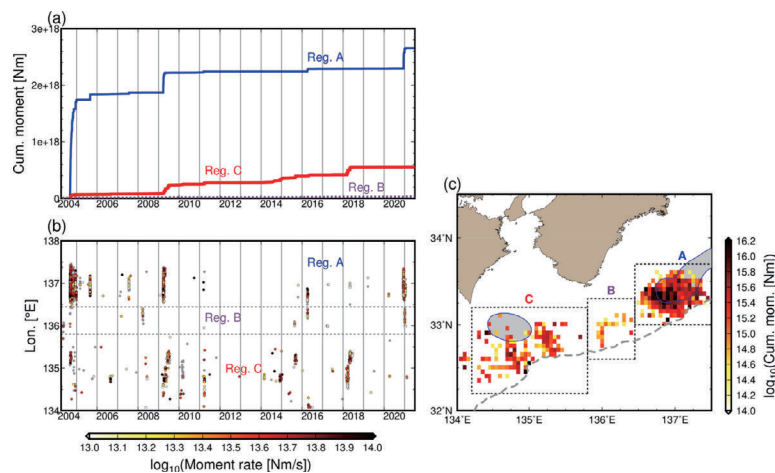 (a)
Cum. moment [Nm]
3e+18
2e+18
1e+18
0
Reg. A
Reg. C
Reg. B
2004 2006 2008 2010 2012 2014 2016 2018 2020
(b)
Lon. [°E]
138
137
136
135
134
Reg. A
Reg. B
Reg. C
2004 2006 2008 2010 2012 2014 2016 2018 2020
13.0 13.1 13.2 13.3 13.4 13.5 13.6 13.7 13.8 13.9 14.0
log10(Moment rate [Nm/s])
(c)
34°N
33°N
32°N
134°E 135°E 136°E 137°E
A
B
C
16.2
16.0
15.8
15.6
15.4
15.2
15.0
14.8
14.6
14.4
14.2
14.0
log10(Cum. mom. [Nm])